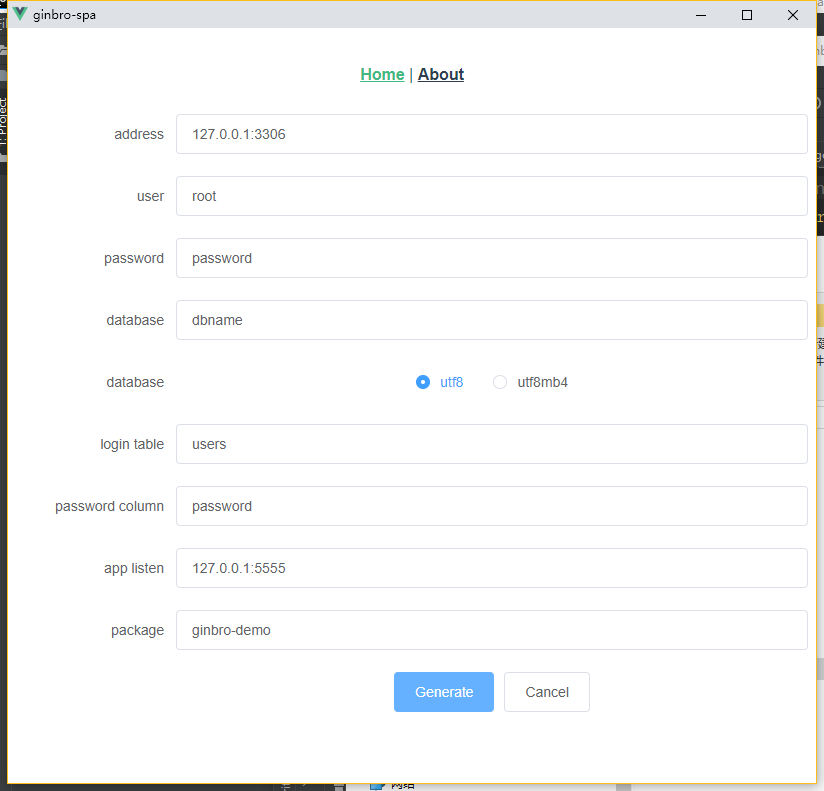 ginbro-spa
Home | About
address 127.0.0.1:3306
user root
password password
database dbname
database utf8 utf8mb4
login table users
password column password
app listen 127.0.0.1:5555
package ginbro-demo
Generate Cancel
Project